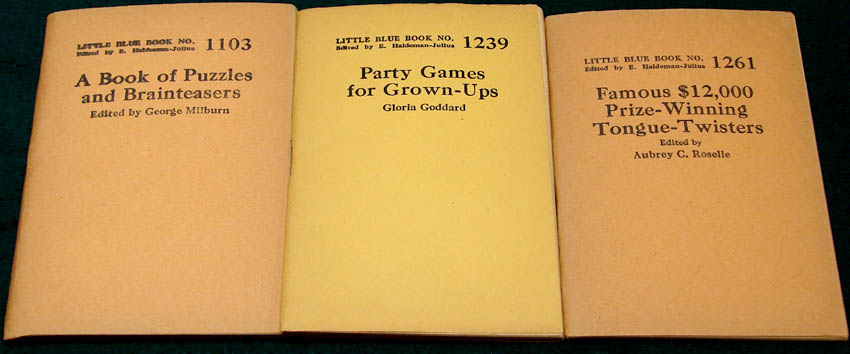 LITTLE BLUE BOOK NO. 1103
Edited by E. Haldeman-Julius
A Book of Puzzles
and Brainteasers
Edited by George Milburn
LITTLE BLUE BOOK NO. 1239
Edited by E. Haldeman-Julius
Party Games
for Grown-Ups
Gloria Goddard
LITTLE BLUE BOOK NO. 1261
Edited by E. Haldeman-Julius
Famous $12,000
Prize-Winning
Tongue-Twisters
Edited by
Aubrey C. Roselle